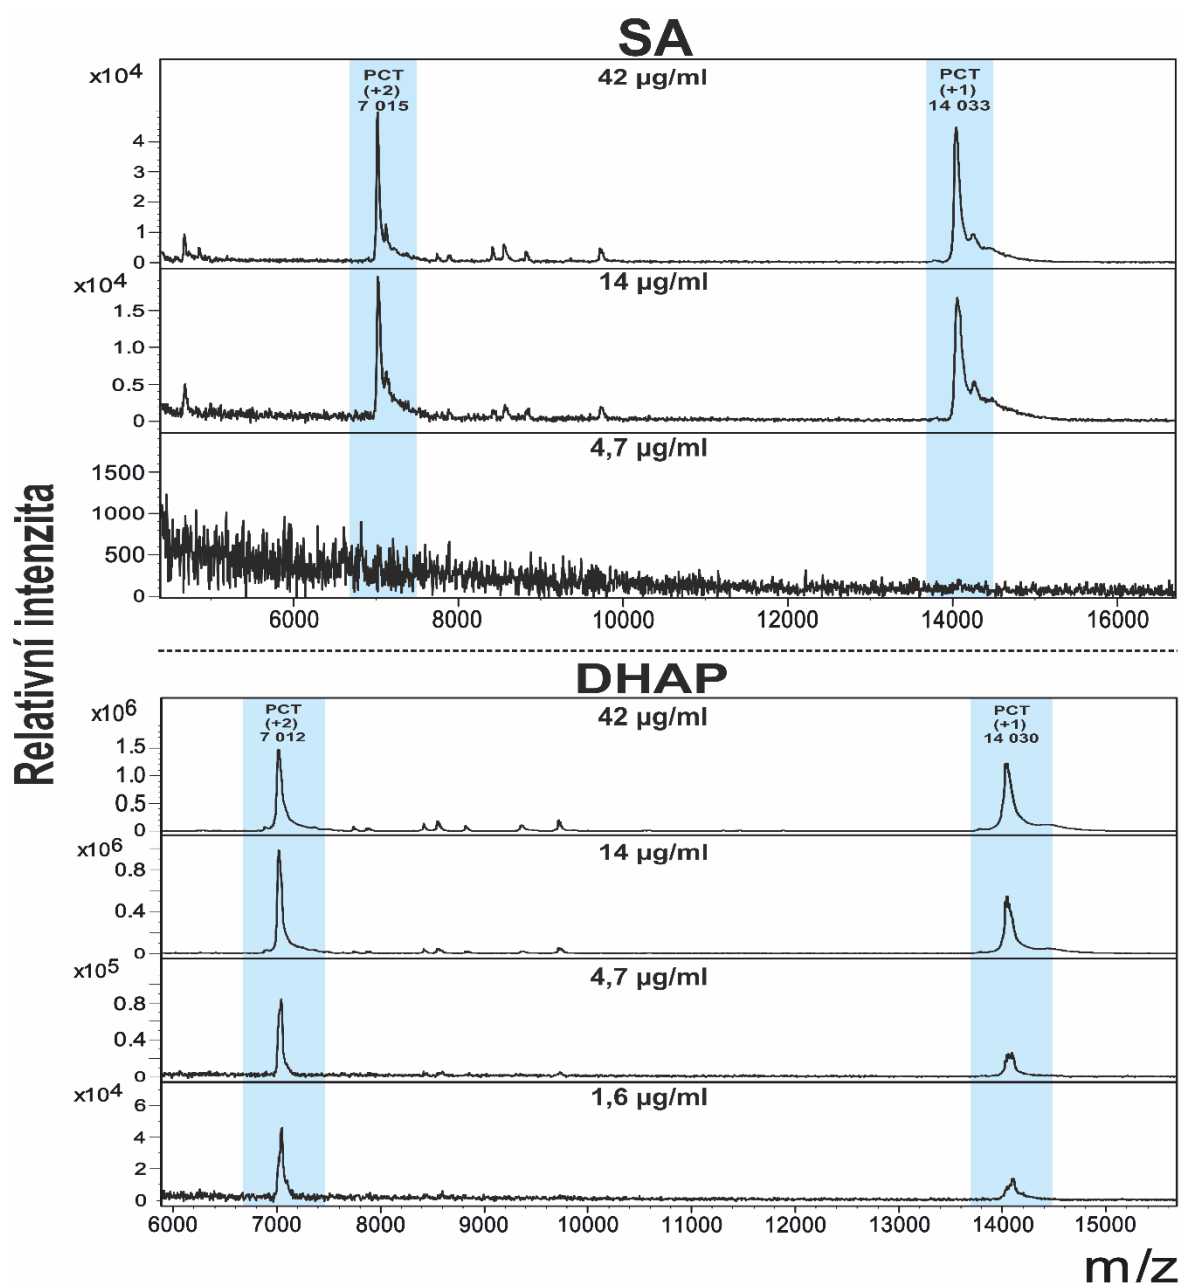 SA
x10⁴
42 µg/ml
PCT
(+2)
7 015
PCT
(+1)
14 033
4
3
2
1
0
x10⁴
14 µg/ml
1.5
1.0
0.5
0
4,7 µg/ml
1500
1000
500
0
6000 8000 10000 12000 14000 16000
Relativní intenzita
DHAP
x10⁶
42 µg/ml
PCT
(+2)
7 012
PCT
(+1)
14 030
1.5
1.0
0.5
0
x10⁶
14 µg/ml
0.8
0.4
0
x10⁵
4,7 µg/ml
0.8
0.4
0
x10⁴
1,6 µg/ml
6
4
2
0
6000 7000 8000 9000 10000 11000 12000 13000 14000 15000
m/z